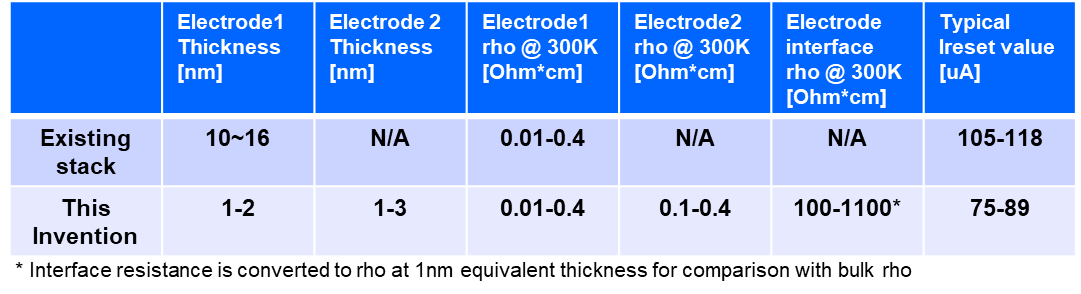 Electrode1 Thickness [nm]
Electrode 2 Thickness [nm]
Electrode1 rho @ 300K [Ohm*cm]
Electrode2 rho @ 300K [Ohm*cm]
Electrode interface rho @ 300K [Ohm*cm]
Typical Ireset value [uA]
Existing stack
10~16
N/A
0.01-0.4
N/A
N/A
105-118
This Invention
1-2
1-3
0.01-0.4
0.1-0.4
100-1100*
75-89
* Interface resistance is converted to rho at 1nm equivalent thickness for comparison with bulk rho